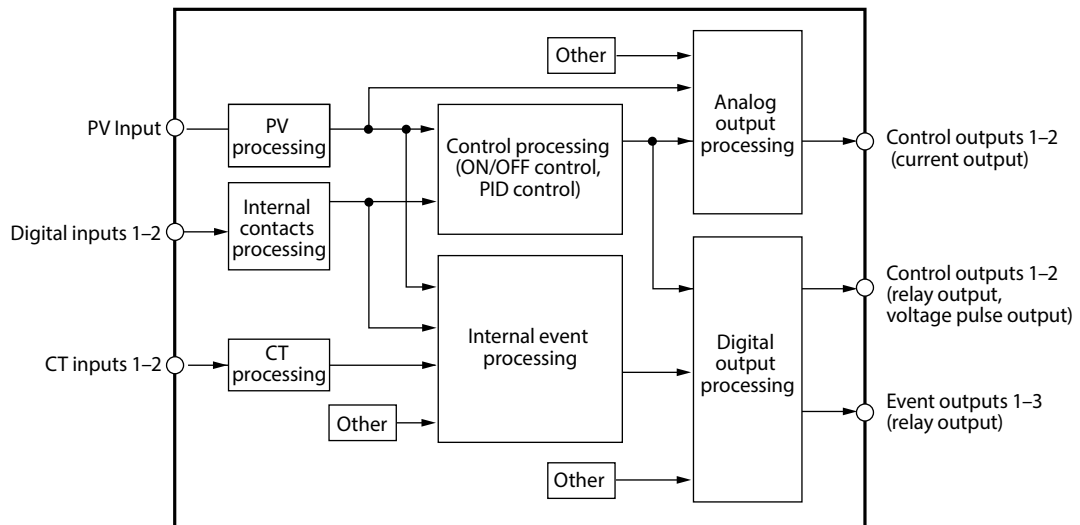 Other
PV Input
PV
processing
Control processing
(ON/OFF control,
PID control)
Analog
output
processing
Control outputs 1–2
(current output)
Digital inputs 1–2
Internal
contacts
processing
Control outputs 1–2
(relay output,
voltage pulse output)
CT inputs 1–2
CT
processing
Internal event
processing
Digital
output
processing
Other
Event outputs 1–3
(relay output)
Other